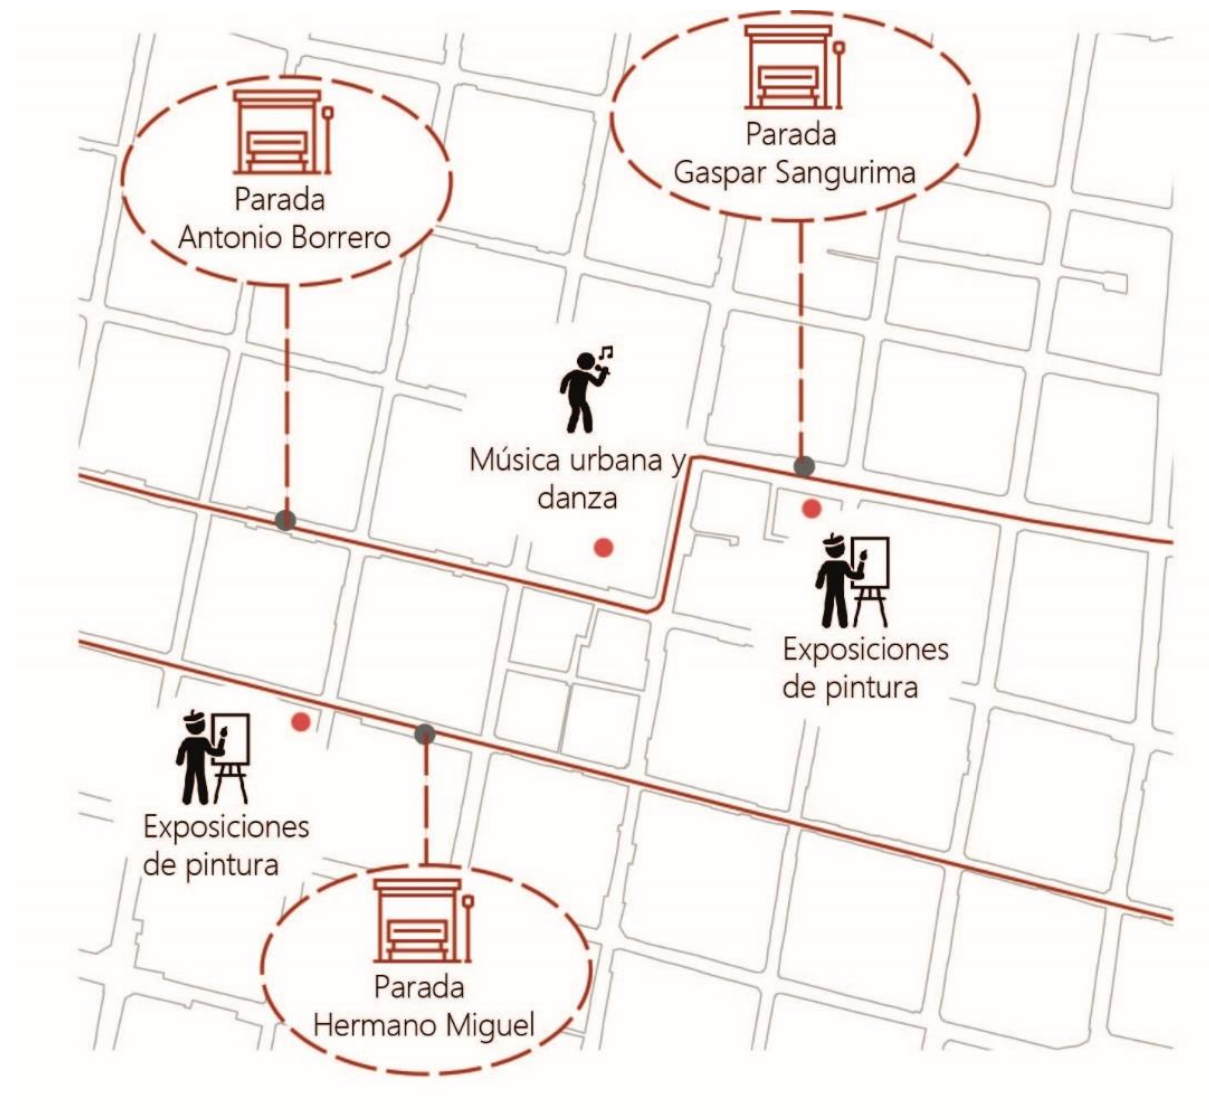 Parada
Gaspar Sangurima
Parada
Antonio Borrero
Música urbana y
danza
Exposiciones
de pintura
Exposiciones
de pintura
Parada
Hermano Miguel